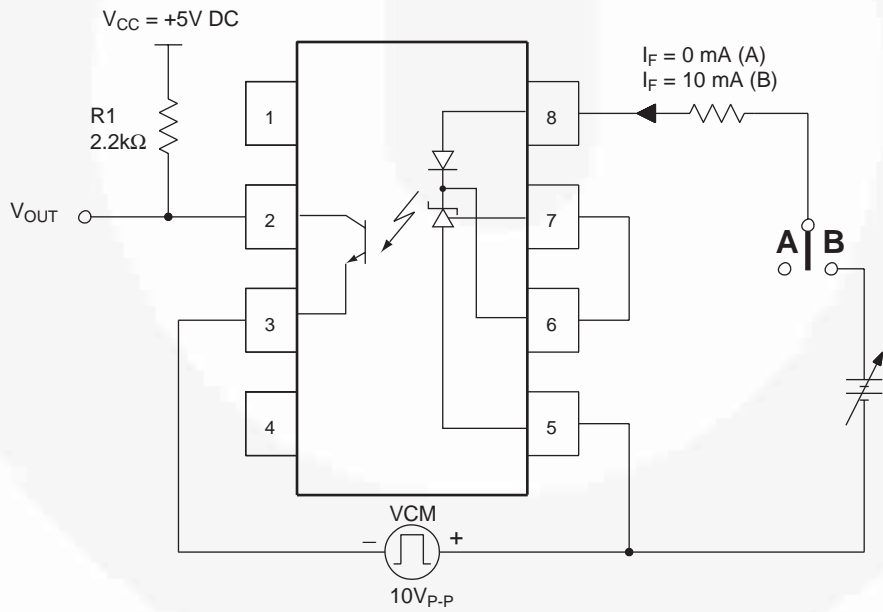 V_CC = +5V DC
I_F = 0 mA (A)
I_F = 10 mA (B)
R1
2.2kΩ
1
8
V_OUT
2
7
A B
3
6
4
5
VCM
– +
10V_P-P